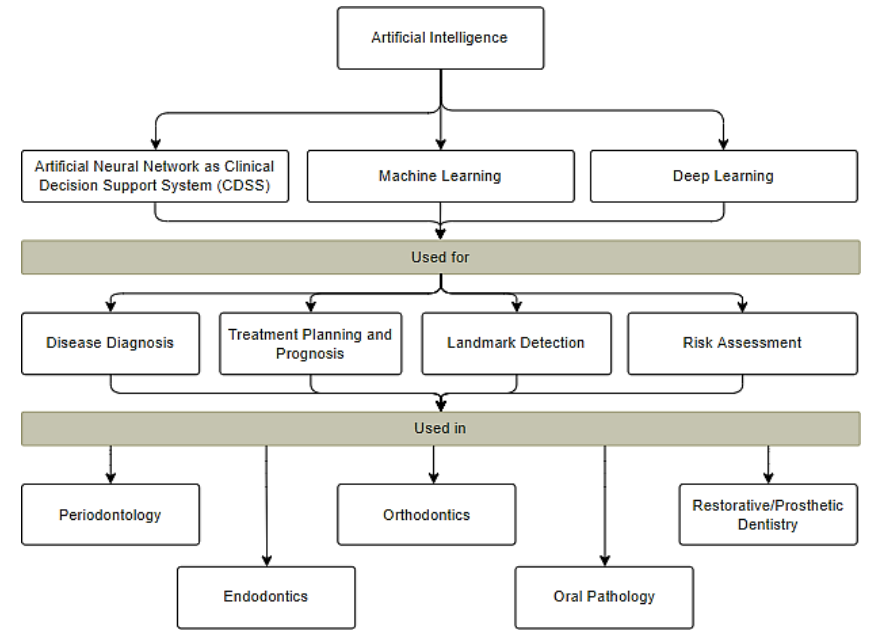 Artificial Intelligence
Artificial Neural Network as Clinical
Decision Support System (CDSS)
Machine Learning
Deep Learning
Used for
Disease Diagnosis
Treatment Planning and
Prognosis
Landmark Detection
Risk Assessment
Used in
Periodontology
Orthodontics
Restorative/Prosthetic
Dentistry
Endodontics
Oral Pathology